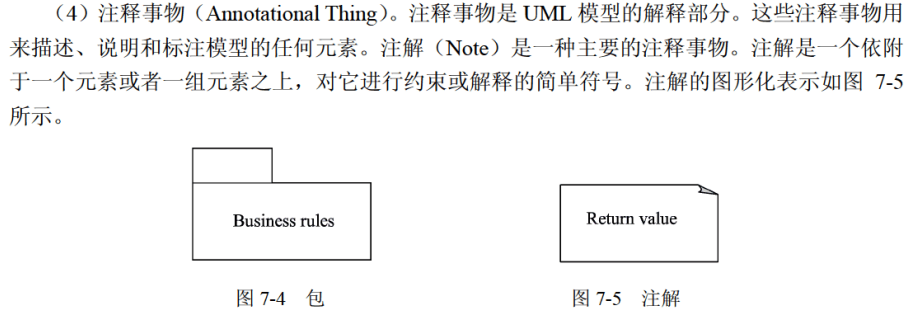 （4）注释事物（Annotational Thing）。注释事物是 UML 模型的解释部分。这些注释事物用
来描述、说明和标注模型的任何元素。注解（Note）是一种主要的注释事物。注解是一个依附
于一个元素或者一组元素之上，对它进行约束或解释的简单符号。注解的图形化表示如图 7-5
所示。
Business rules
Return value
图 7-4 包
图 7-5 注解